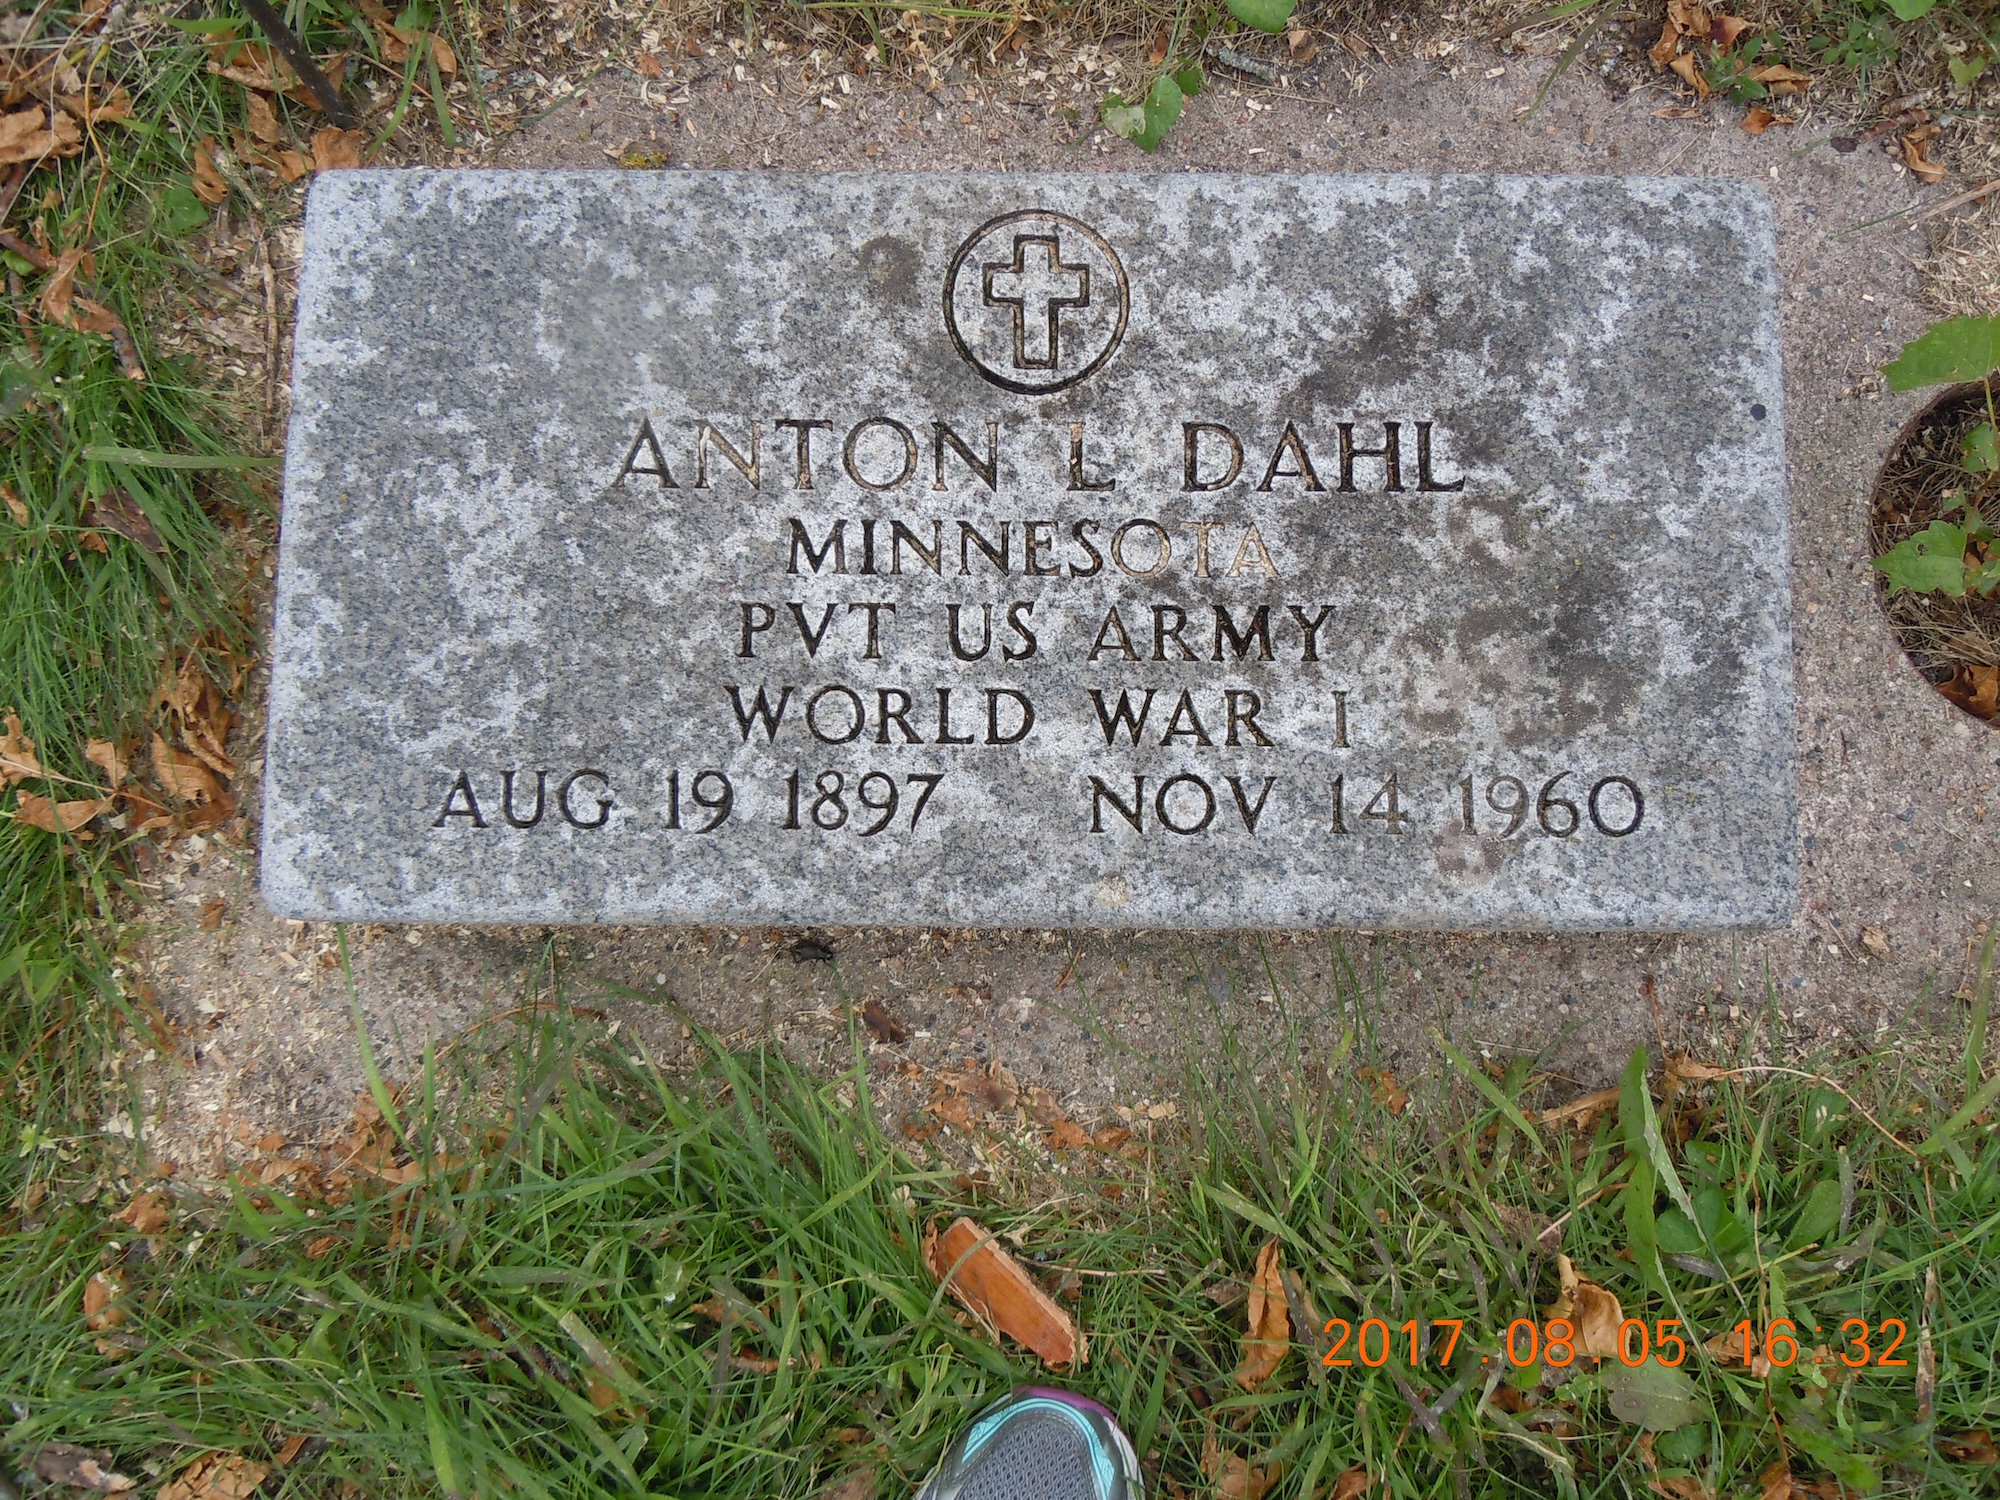 ANTON L DAHL
MINNESOTA
PVT US ARMY
WORLD WAR I
AUG 19 1897 NOV 14 1960
2017.08.05 16:32